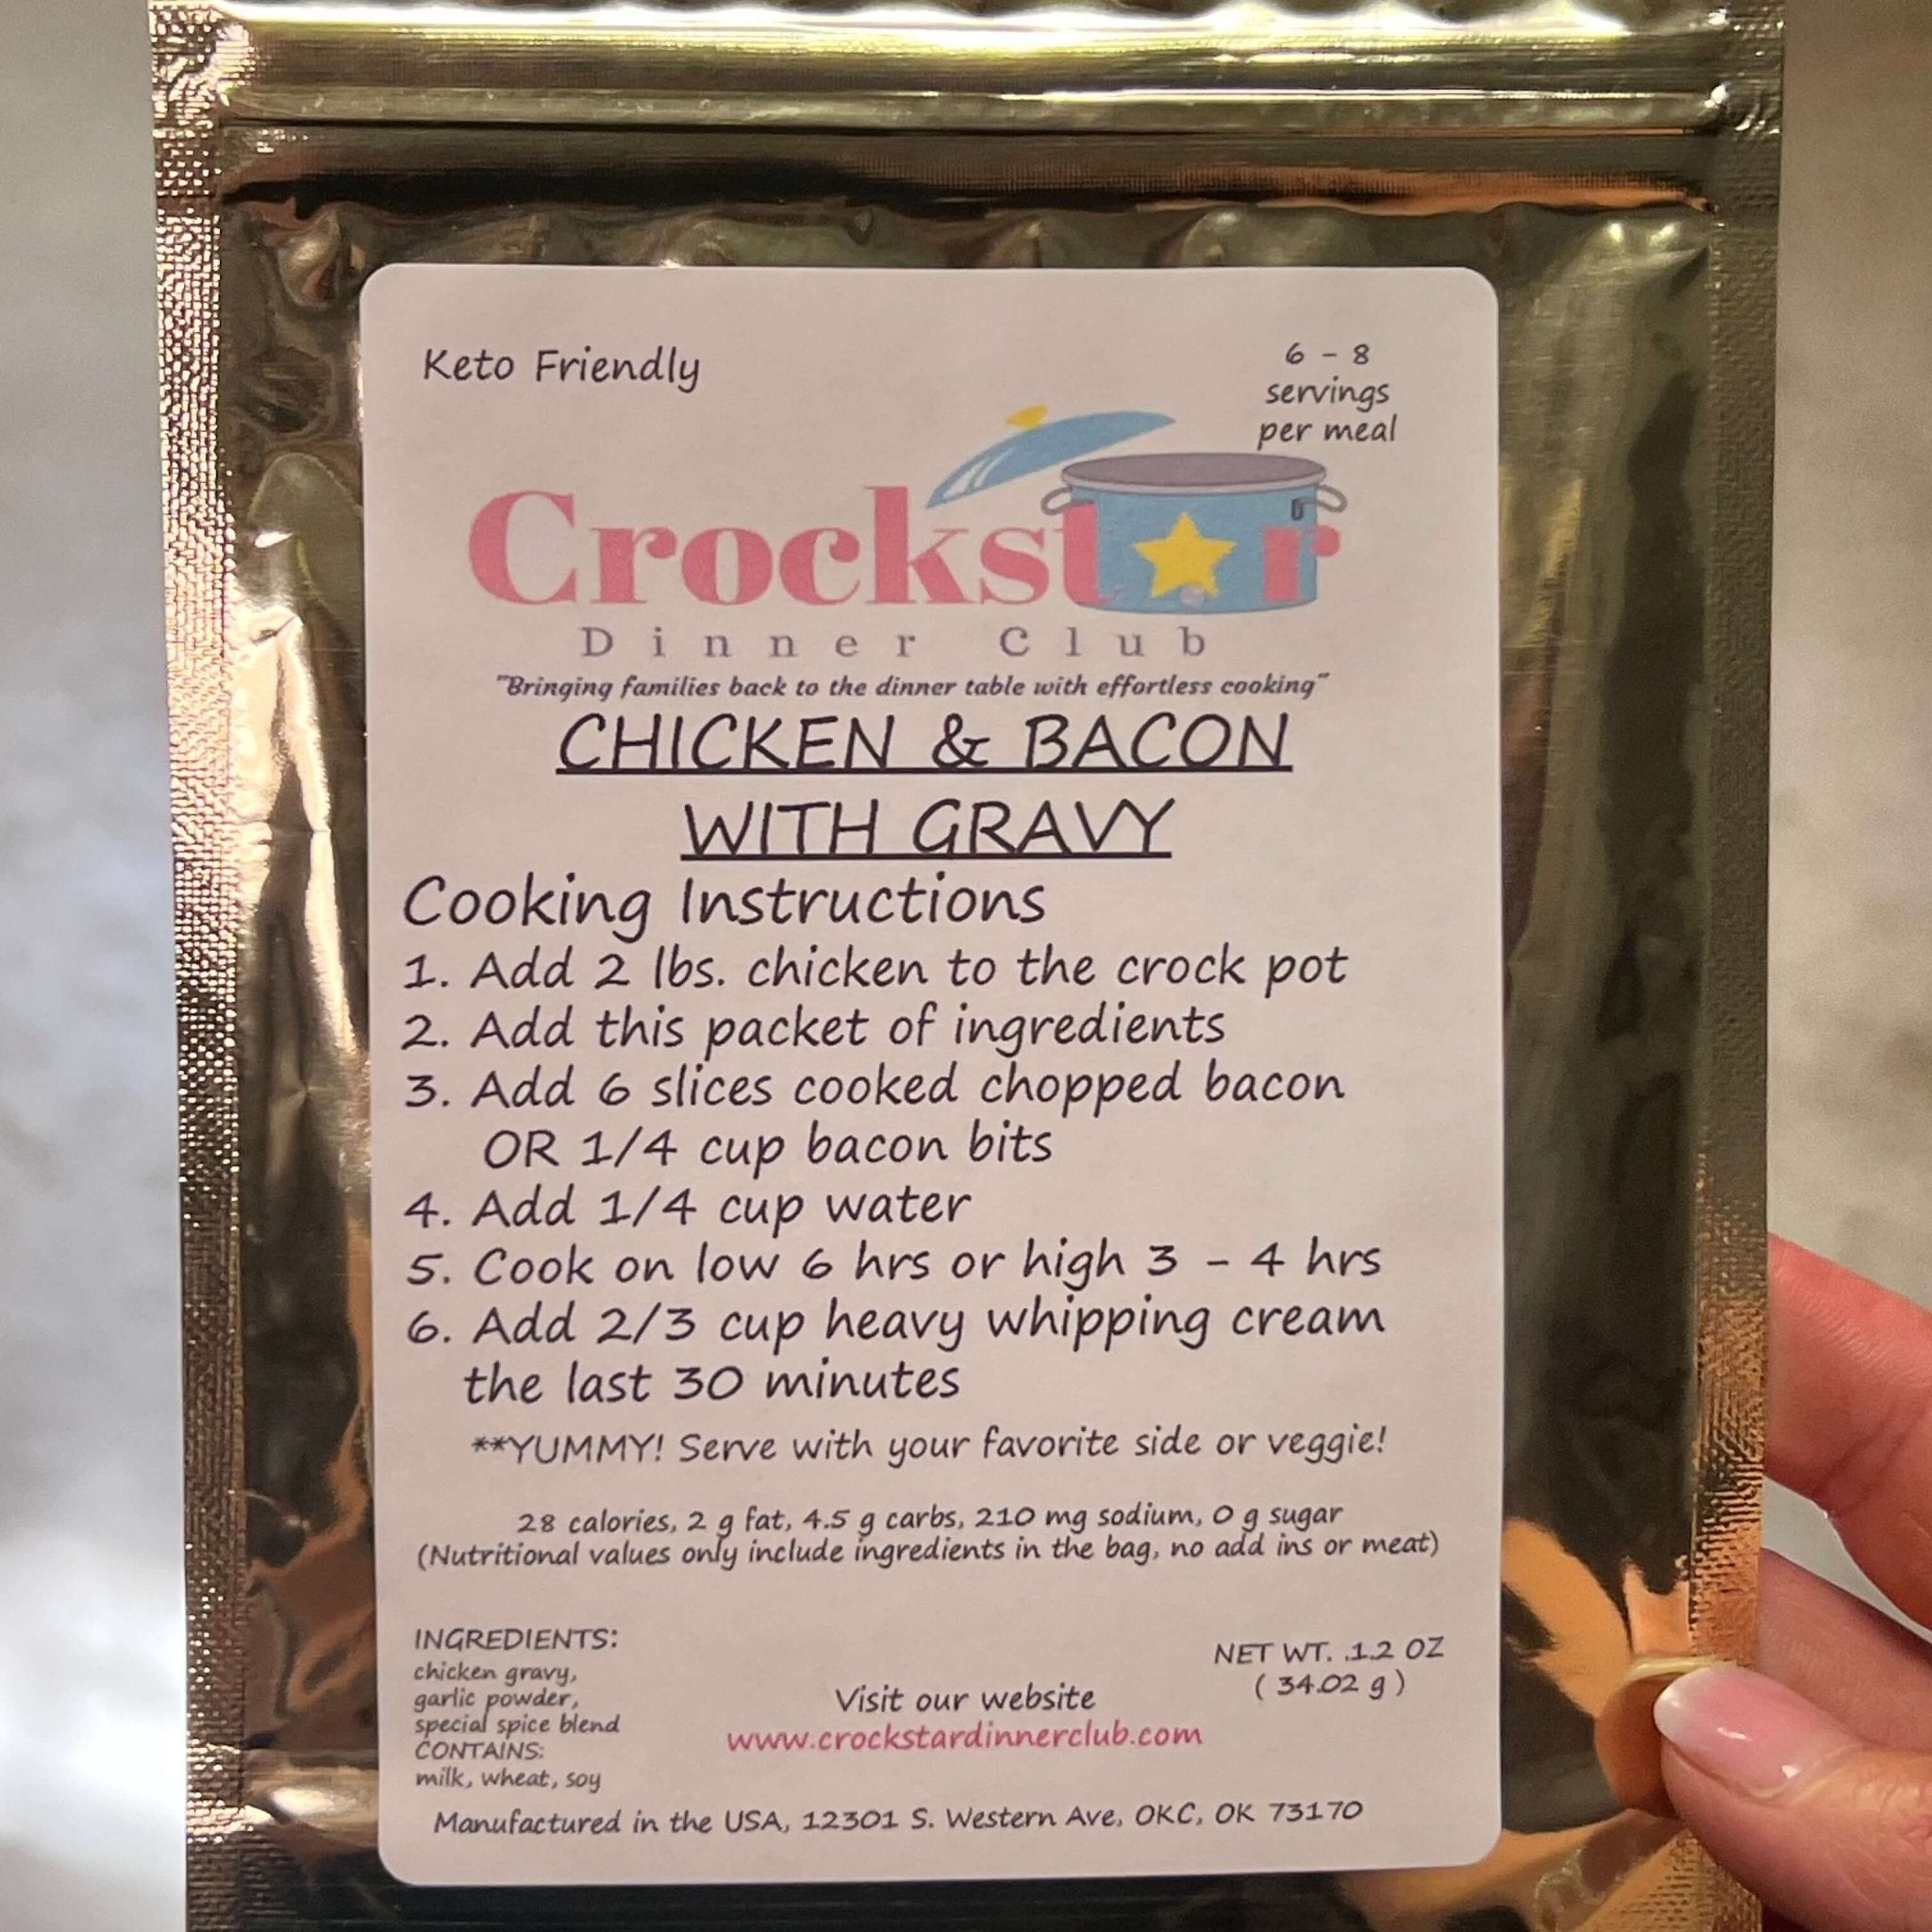 Keto Friendly
6 - 8
servings
per meal
Crockstar
Dinner Club
"Bringing families back to the dinner table with effortless cooking"
CHICKEN & BACON
WITH GRAVY
Cooking Instructions
1. Add 2 lbs. chicken to the crock pot
2. Add this packet of ingredients
3. Add 6 slices cooked chopped bacon
OR 1/4 cup bacon bits
4. Add 1/4 cup water
5. Cook on low 6 hrs or high 3 - 4 hrs
6. Add 2/3 cup heavy whipping cream
the last 30 minutes
**YUMMY! Serve with your favorite side or veggie!
28 calories, 2 g fat, 4.5 g carbs, 210 mg sodium, 0 g sugar
(Nutritional values only include ingredients in the bag, no add ins or meat)
INGREDIENTS:
chicken gravy,
garlic powder,
special spice blend
CONTAINS:
milk, wheat, soy
NET WT. .1.2 OZ
( 34.02 g )
Visit our website
www.crockstardinnerclub.com
Manufactured in the USA, 12301 S. Western Ave, OKC, OK 73170